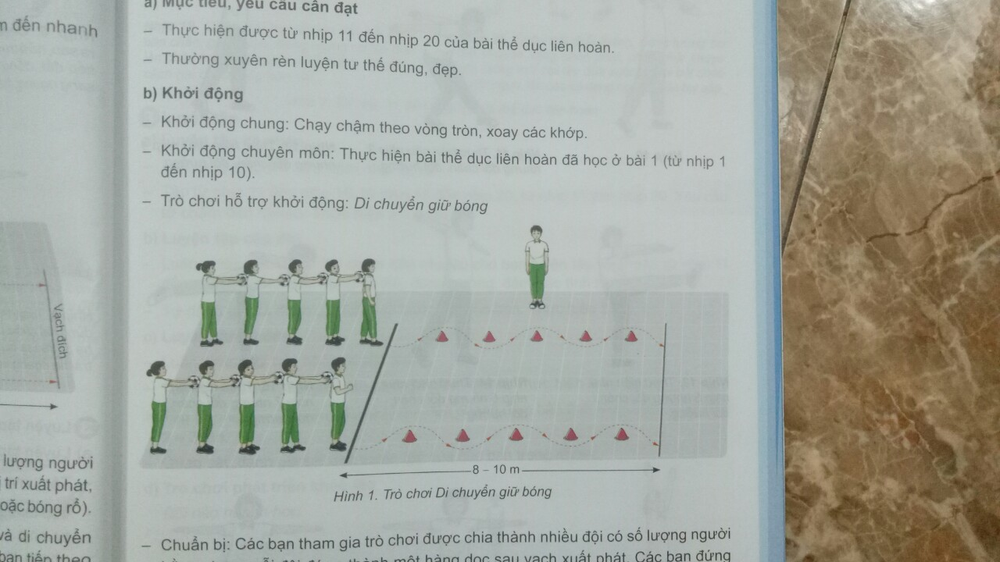 m đến nhanh
Vạch đích
lượng người
trí xuất phát,
oặc bóng rổ).
và di chuyển
bạn tiếp theo
a) Mục tiêu, yêu cầu cần đạt
– Thực hiện được từ nhịp 11 đến nhịp 20 của bài thể dục liên hoàn.
– Thường xuyên rèn luyện tư thế đúng, đẹp.
b) Khởi động
– Khởi động chung: Chạy chậm theo vòng tròn, xoay các khớp.
– Khởi động chuyên môn: Thực hiện bài thể dục liên hoàn đã học ở bài 1 (từ nhịp 1
đến nhịp 10).
– Trò chơi hỗ trợ khởi động: Di chuyển giữ bóng
8 – 10 m
Hình 1. Trò chơi Di chuyển giữ bóng
– Chuẩn bị: Các bạn tham gia trò chơi được chia thành nhiều đội có số lượng người
thành một hàng dọc sau vạch xuất phát. Các bạn đứng